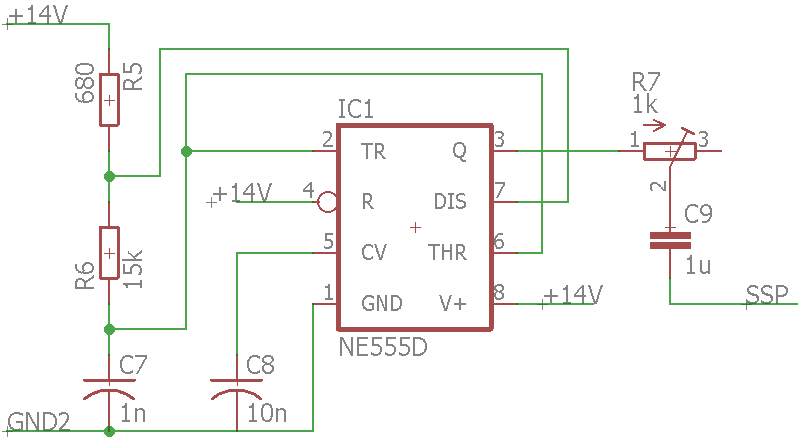 +14V
680
R5
IC1
R7
1k
1
3
2
2
TR
Q
3
+14V
4
R
DIS
7
5
CV
THR
6
1
GND
V+
8
+14V
NE555D
R6
15k
C9
1u
SSP
C7
1n
C8
10n
GND2